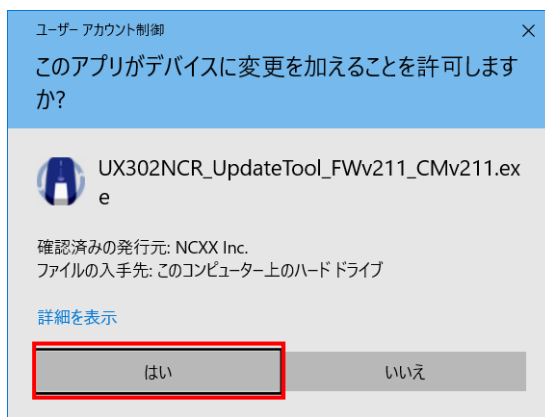 ユーザー アカウント制御
このアプリがデバイスに変更を加えることを許可します
か?
UX302NCR_UpdateTool_FWv211_CMv211.ex
e
確認済みの発行元: NCXX Inc.
ファイルの入手先: このコンピューター上のハード ドライブ
詳細を表示
はい
いいえ